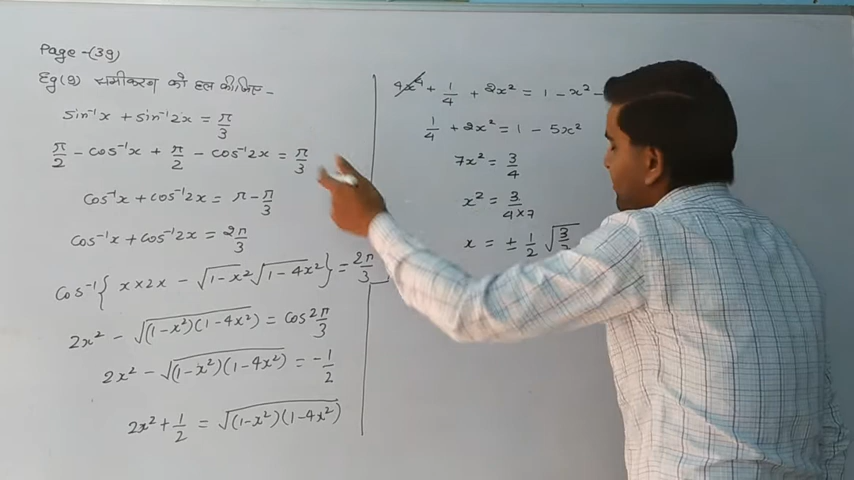 Page-(39)
Eg(9) समीकरण को हल कीजिए-
sin⁻¹x + sin⁻¹2x = π/3
π/2 - cos⁻¹x + π/2 - cos⁻¹2x = π/3
cos⁻¹x + cos⁻¹2x = π - π/3
cos⁻¹x + cos⁻¹2x = 2π/3
cos⁻¹{x×2x - √(1-x²) √(1-4x²)} = 2π/3
2x² - √((1-x²)(1-4x²)) = cos 2π/3
2x² - √((1-x²)(1-4x²)) = -1/2
2x² + 1/2 = √((1-x²)(1-4x²))
4x⁴ + 1/4 + 2x² = 1 - x² -
1/4 + 2x² = 1 - 5x²
7x² = 3/4
x² = 3/(4×7)
x = ± 1/2 √(3/7)